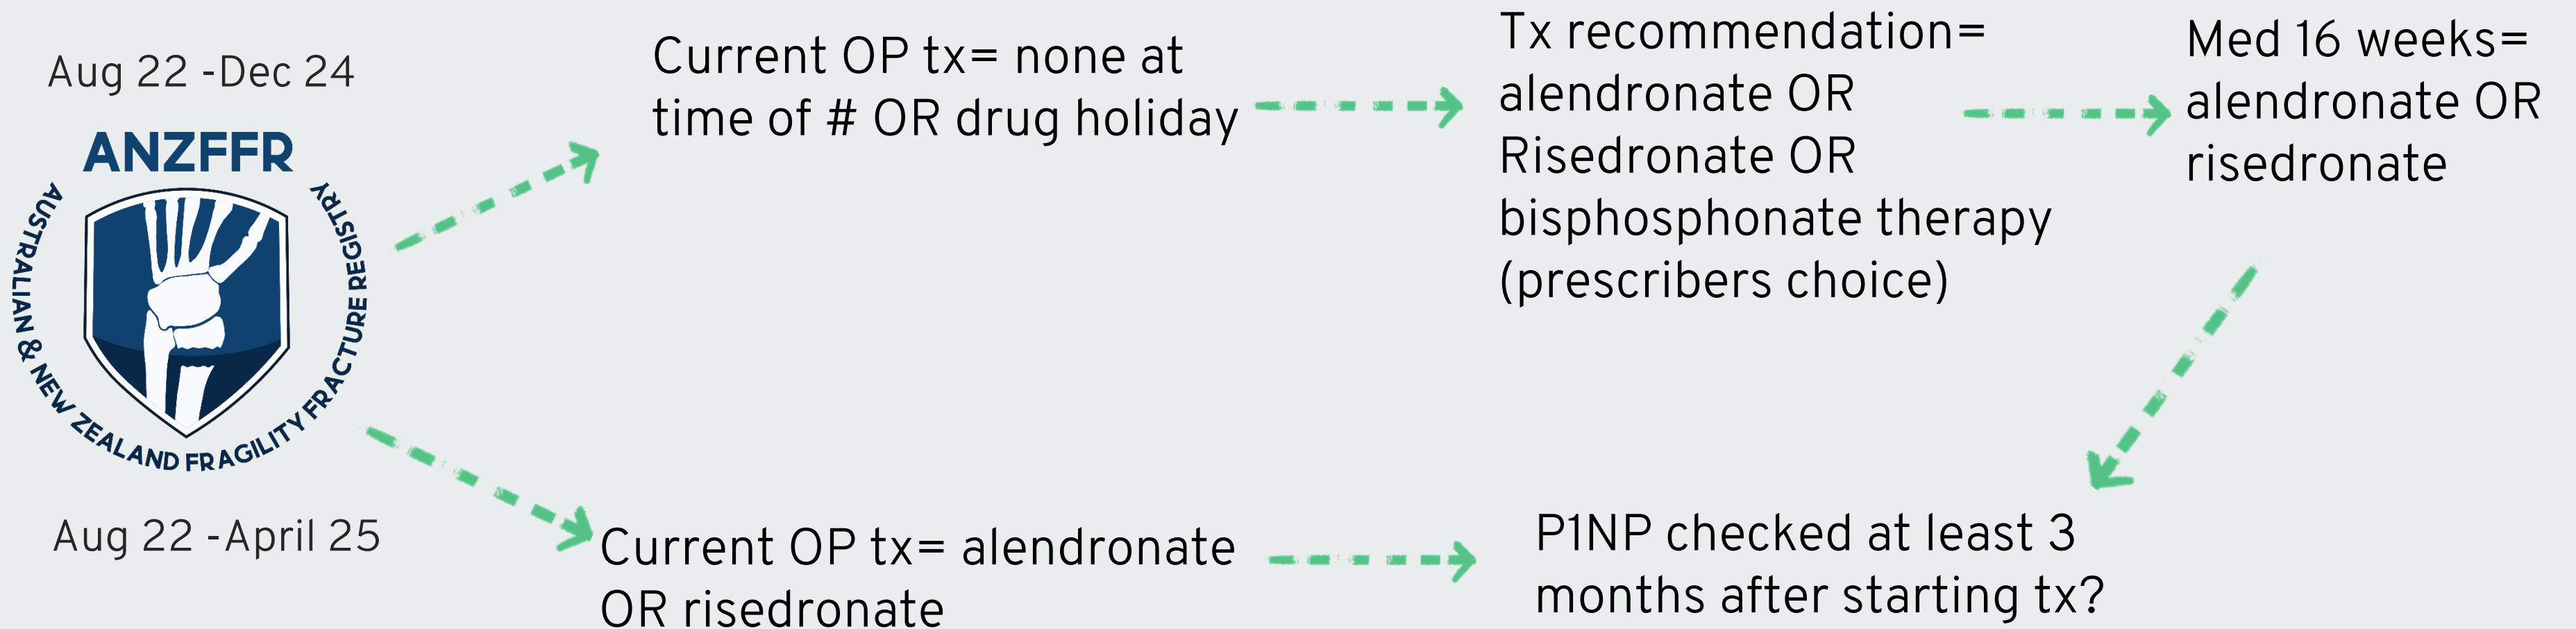 Aug 22 -Dec 24
ANZFFR
AUSTRALIAN & NEW ZEALAND FRAGILITY FRACTURE REGISTRY
Aug 22 -April 25
Current OP tx= none at
time of # OR drug holiday
Tx recommendation=
alendronate OR
Risedronate OR
bisphosphonate therapy
(prescribers choice)
Med 16 weeks=
alendronate OR
risedronate
Current OP tx= alendronate
OR risedronate
P1NP checked at least 3
months after starting tx?